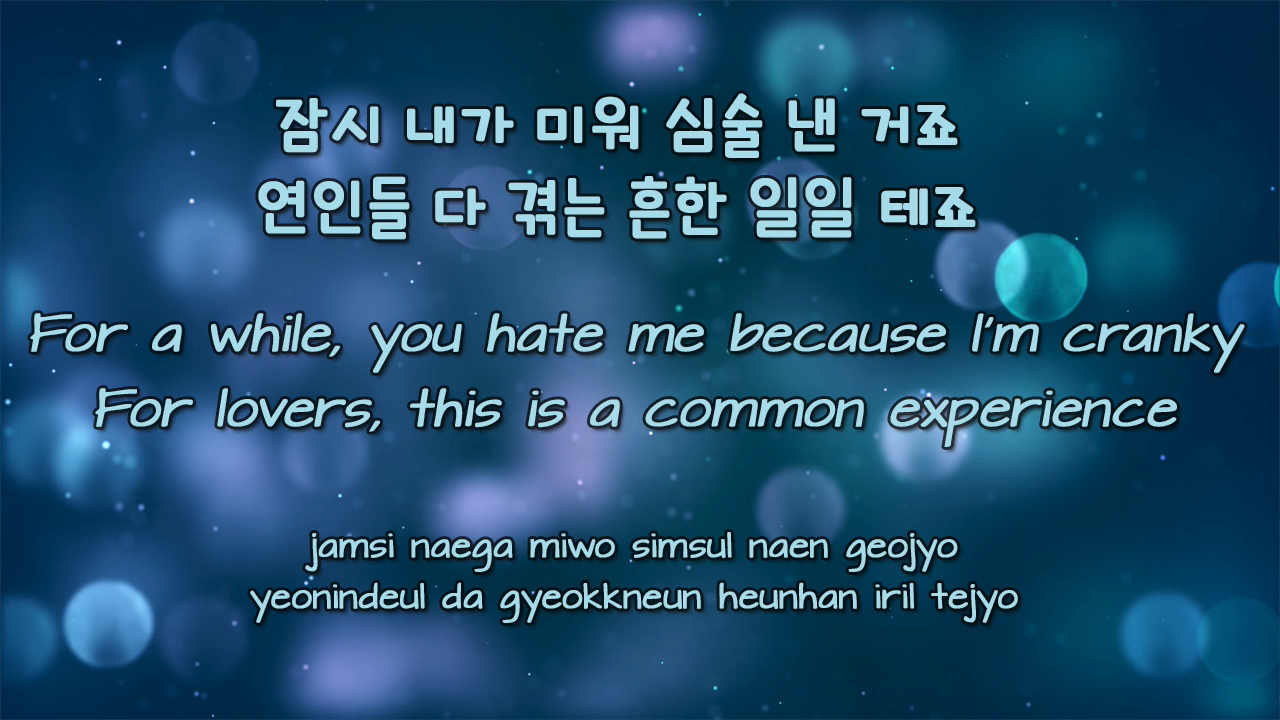 잠시 내가 미워 심술 낸 거죠
연인들 다 겪는 흔한 일일 테죠
For a while, you hate me because I'm cranky
For lovers, this is a common experience
jamsi naega miwo simsul naen geojyo
yeonindeul da gyeokkneun heunhan iril tejyo